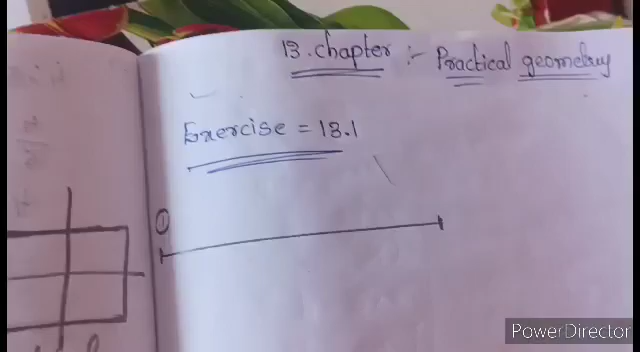 13. chapter :- Practical geometry
Exercise = 13.1
①
PowerDirector